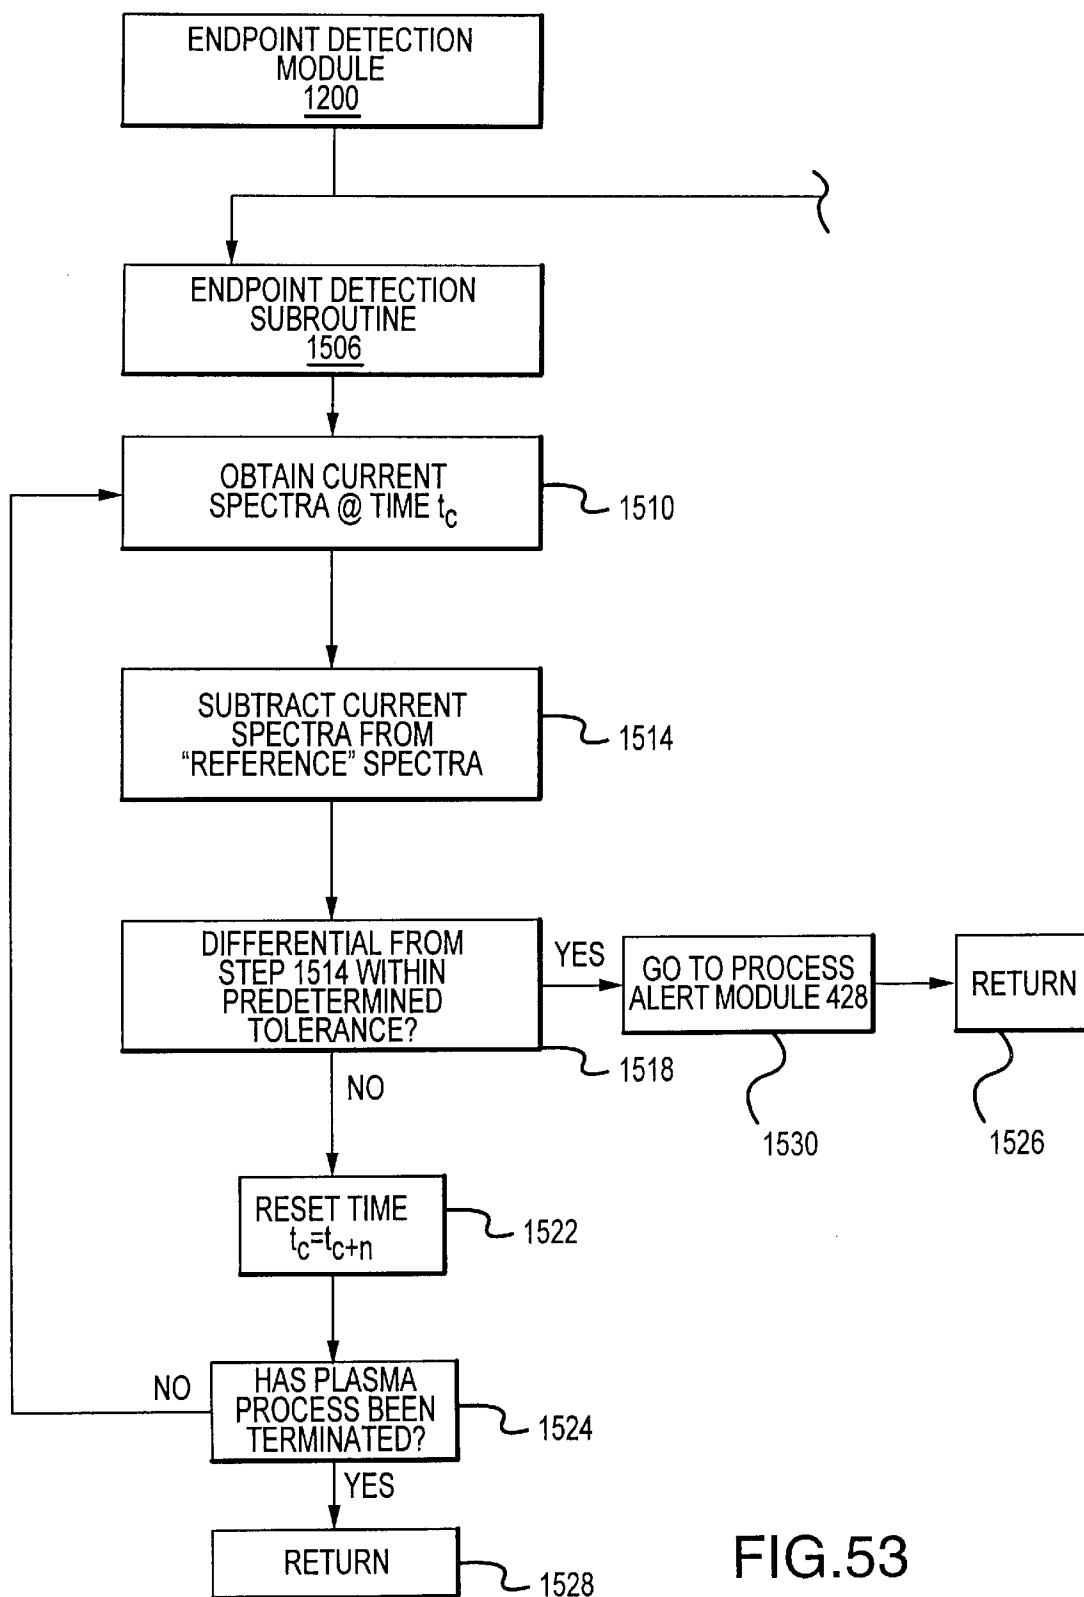 ENDPOINT DETECTION
MODULE
1200
ENDPOINT DETECTION
SUBROUTINE
1506
OBTAIN CURRENT
SPECTRA @ TIME tc
1510
SUBTRACT CURRENT
SPECTRA FROM
“REFERENCE” SPECTRA
1514
DIFFERENTIAL FROM
STEP 1514 WITHIN
PREDETERMINED
TOLERANCE?
1518
YES
GO TO PROCESS
ALERT MODULE 428
1530
RETURN
1526
NO
RESET TIME
tc=tc+n
1522
HAS PLASMA
PROCESS BEEN
TERMINATED?
1524
NO
YES
RETURN
1528
FIG.53